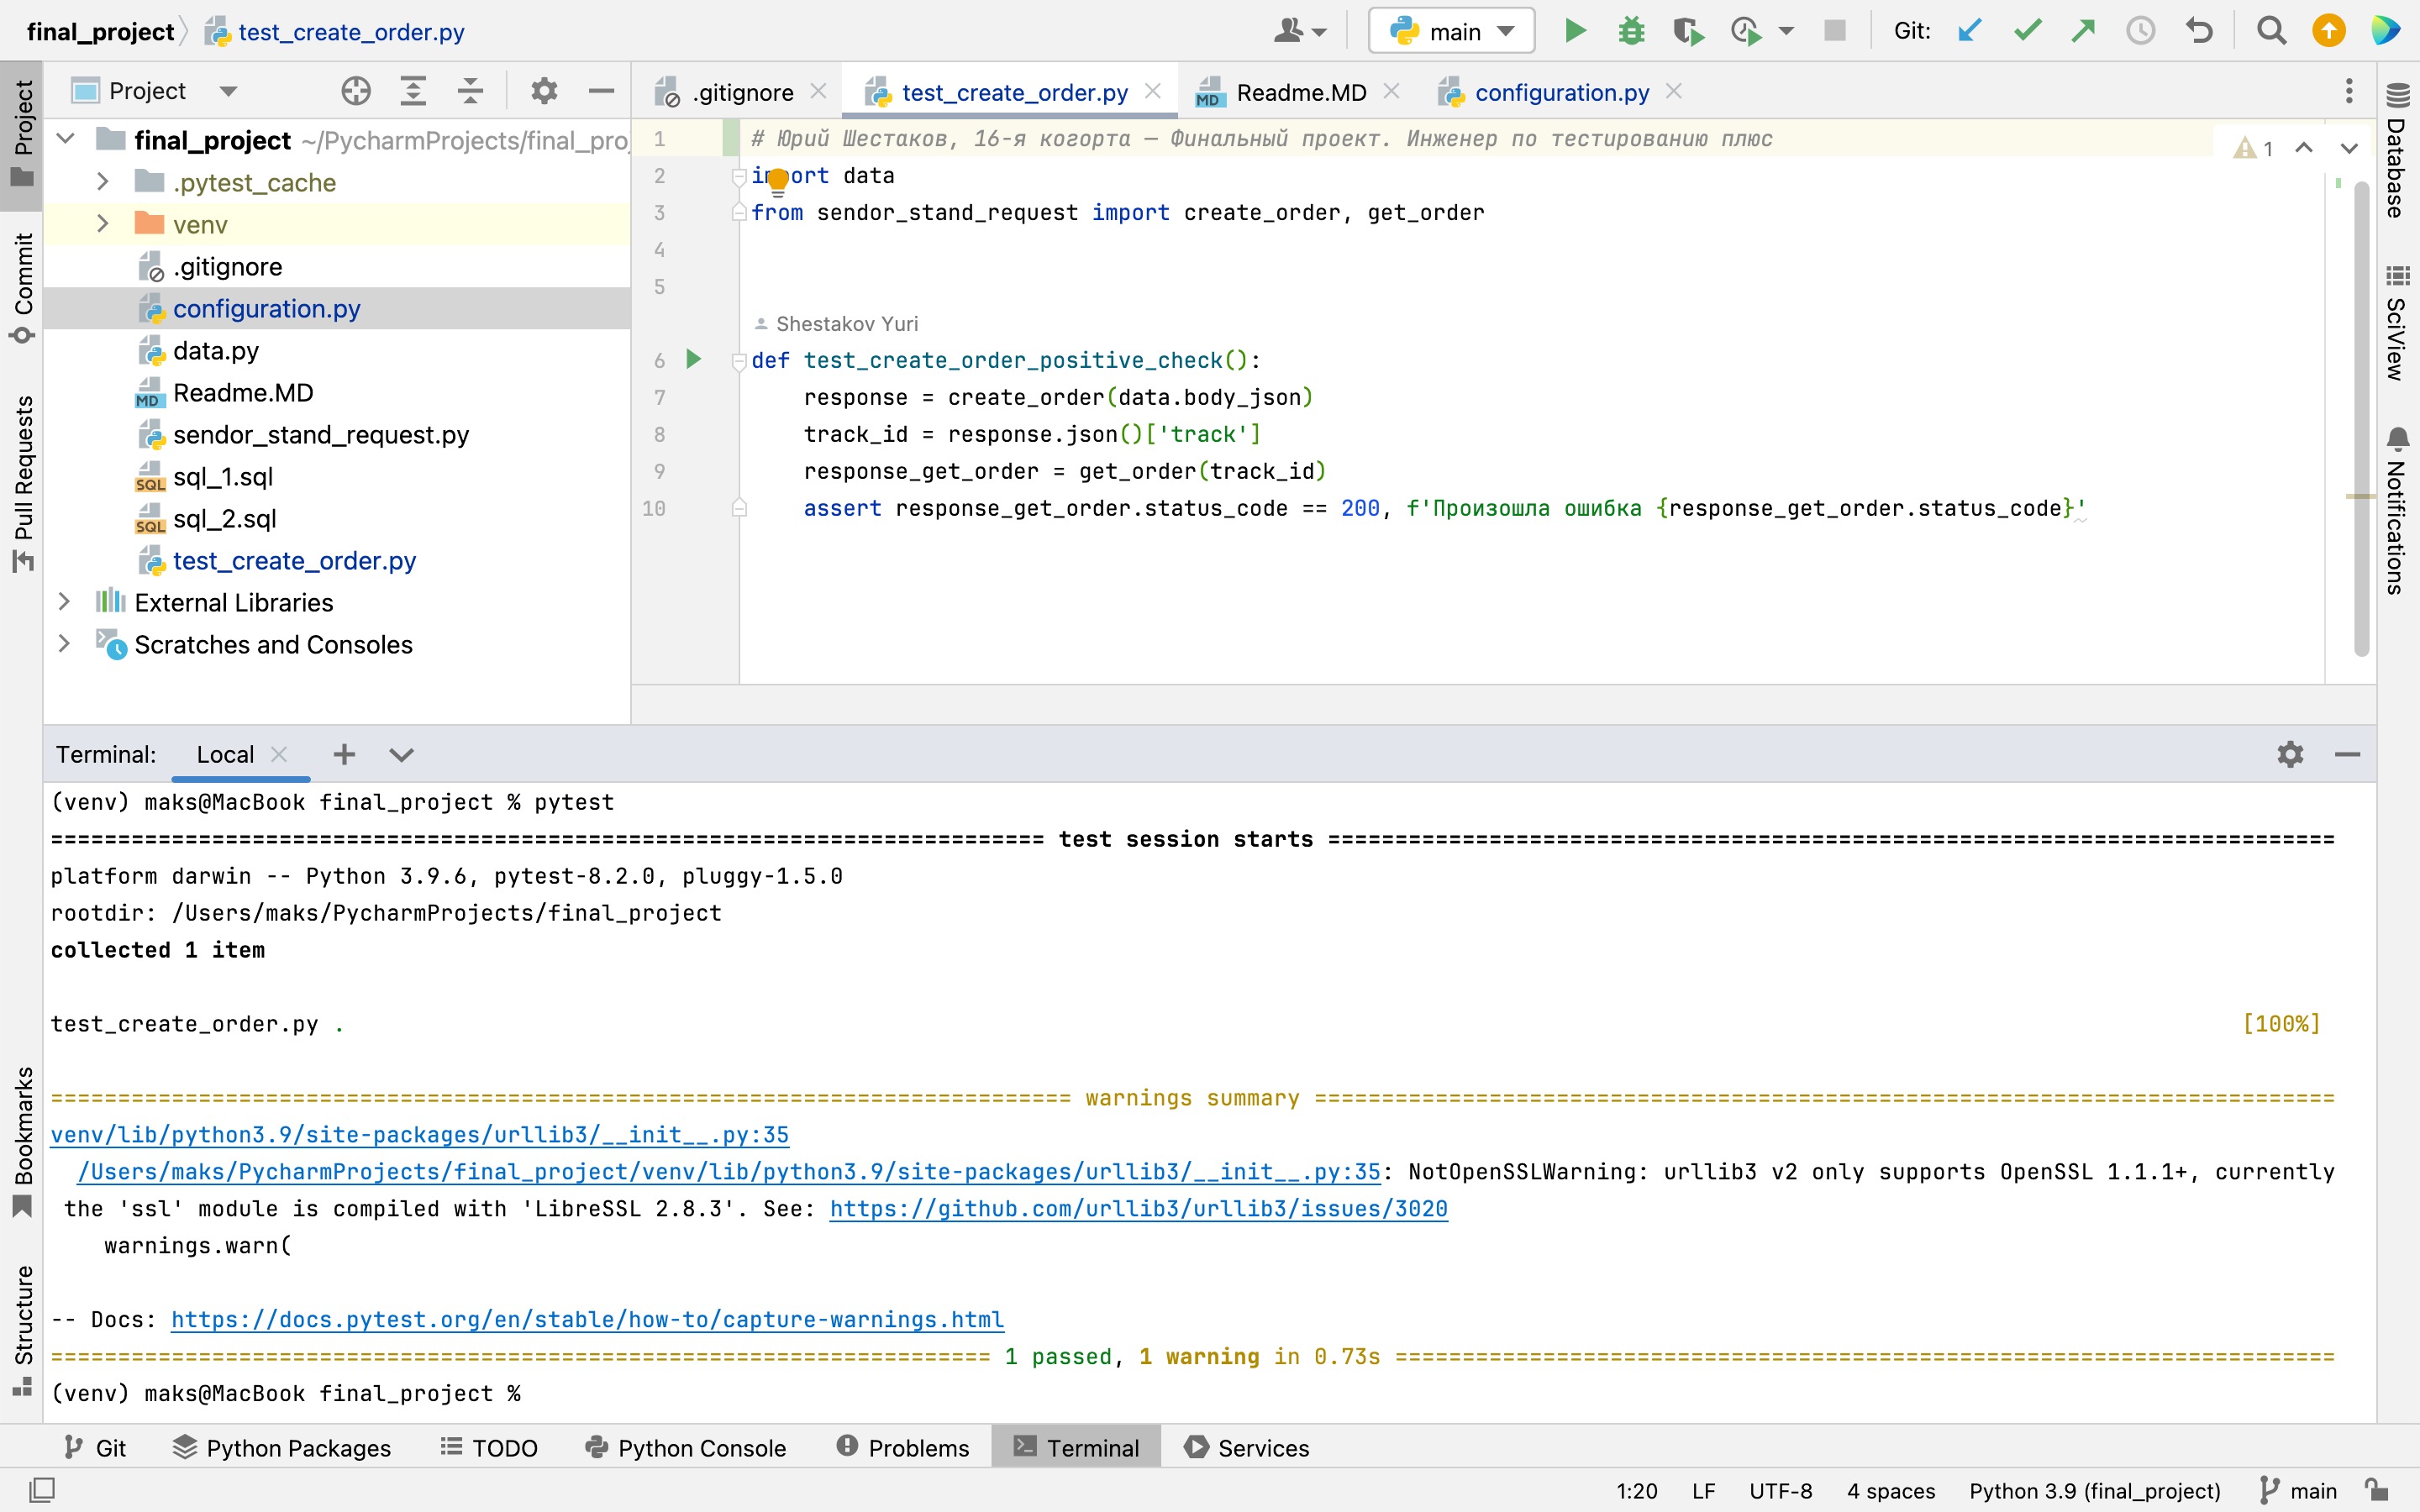 final_project test_create_order.py main Git:
Project
.gitignore test_create_order.py Readme.MD configuration.py
Project
Commit
Pull Requests
Bookmarks
Structure
final_project ~/PycharmProjects/final_pro
.pytest_cache
venv
.gitignore
configuration.py
data.py
Readme.MD
sendor_stand_request.py
sql_1.sql
sql_2.sql
test_create_order.py
External Libraries
Scratches and Consoles
1 # Юрий Шестаков, 16-я когорта — Финальный проект. Инженер по тестированию плюс
1
2 import data
3 from sendor_stand_request import create_order, get_order
4
5
Shestakov Yuri
6 def test_create_order_positive_check():
7 response = create_order(data.body_json)
8 track_id = response.json()['track']
9 response_get_order = get_order(track_id)
10 assert response_get_order.status_code == 200, f'Произошла ошибка {response_get_order.status_code}'
Database
SciView
Notifications
Terminal: Local
(venv) maks@MacBook final_project % pytest
========================================================================== test session starts ===========================================================================
platform darwin -- Python 3.9.6, pytest-8.2.0, pluggy-1.5.0
rootdir: /Users/maks/PycharmProjects/final_project
collected 1 item
test_create_order.py . [100%]
============================================================================ warnings summary ============================================================================
venv/lib/python3.9/site-packages/urllib3/__init__.py:35
/Users/maks/PycharmProjects/final_project/venv/lib/python3.9/site-packages/urllib3/__init__.py:35: NotOpenSSLWarning: urllib3 v2 only supports OpenSSL 1.1.1+, currently
the 'ssl' module is compiled with 'LibreSSL 2.8.3'. See: https://github.com/urllib3/urllib3/issues/3020
warnings.warn(
-- Docs: https://docs.pytest.org/en/stable/how-to/capture-warnings.html
====================================================================== 1 passed, 1 warning in 0.73s ======================================================================
(venv) maks@MacBook final_project %
Git Python Packages TODO Python Console Problems Terminal Services
1:20 LF UTF-8 4 spaces Python 3.9 (final_project) main